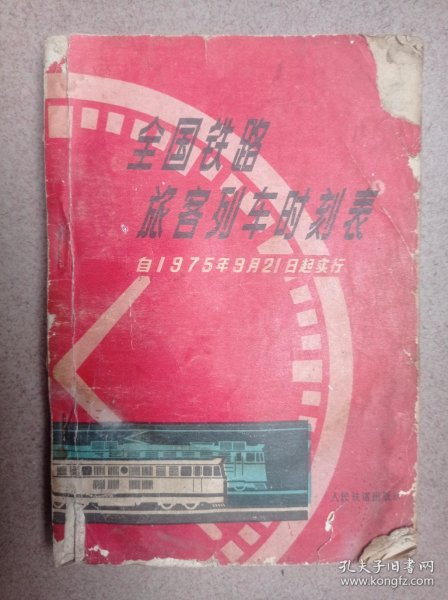 全国铁路
旅客列车时刻表
自1975年9月21日起实行
人民铁道出版社
孔夫子旧书网
www.kongfz.com